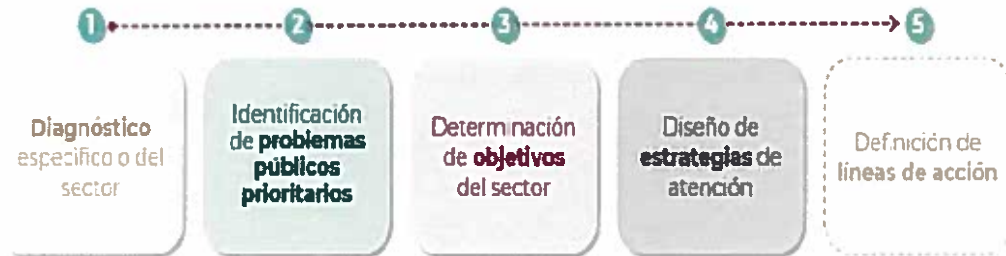 1 2 3 4 5
Diagnóstico
específico o del
sector
Identificación
de problemas
públicos
prioritarios
Determinación
de objetivos
del sector
Diseño de
estrategias de
atención
Definición de
líneas de acción